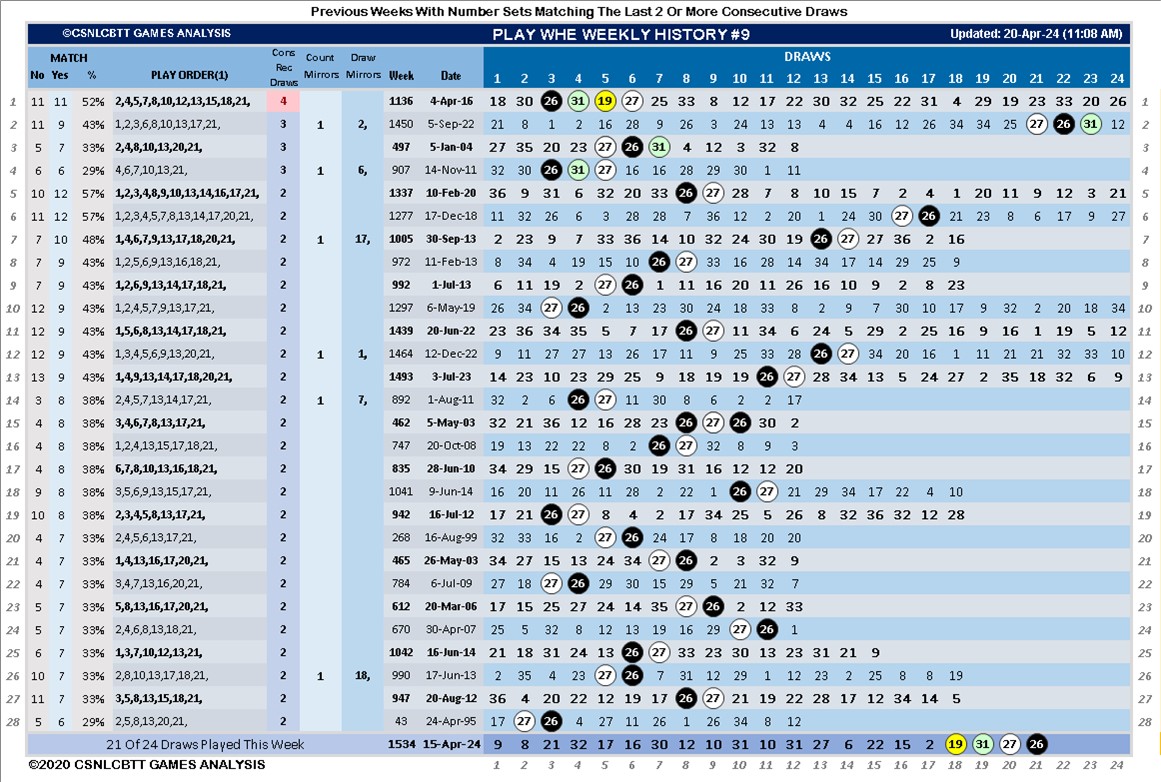 Previous Weeks With Number Sets Matching The Last 2 Or More Consecutive Draws
©CSNLCBTT GAMES ANALYSIS PLAY WHE WEEKLY HISTORY #9 Updated: 20-Apr-24 (11:08 AM)
MATCH Cons Rec Draws Count Mirrors Draw Mirrors DRAWS
No Yes % PLAY ORDER(1) Week Date 1 2 3 4 5 6 7 8 9 10 11 12 13 14 15 16 17 18 19 20 21 22 23 24
1 11 11 52% 2,4,5,7,8,10,12,13,15,18,21, 4 1136 4-Apr-16 18 30 26 31 19 27 25 33 8 12 17 22 30 32 25 22 31 4 29 19 23 33 20 26 1
2 11 9 43% 1,2,3,6,8,10,13,17,21, 3 1 2, 1450 5-Sep-22 21 8 1 2 16 28 9 26 3 24 13 13 4 4 16 12 26 34 34 25 27 22 31 12 2
3 5 7 33% 2,4,8,10,13,20,21, 3 497 5-Jan-04 27 35 20 23 27 26 31 4 12 3 32 8 3
4 6 6 29% 4,6,7,10,13,21, 3 1 6, 907 14-Nov-11 32 30 26 31 27 16 16 28 29 30 1 11 4
5 10 12 57% 1,2,3,4,8,9,10,13,14,16,17,21, 2 1337 10-Feb-20 36 9 31 6 32 20 33 26 27 28 7 8 10 15 7 2 4 1 20 11 9 12 3 21 5
6 11 12 57% 1,2,3,4,5,7,8,13,14,17,20,21, 2 1277 17-Dec-18 11 32 26 6 3 28 28 7 36 12 2 20 1 24 30 27 26 21 23 8 6 17 9 27 6
7 7 10 48% 1,4,6,7,9,13,17,18,20,21, 2 1 17, 1005 30-Sep-13 2 23 9 7 33 36 14 10 32 24 30 19 26 27 27 36 2 16 7
8 7 9 43% 1,2,5,6,9,13,16,18,21, 2 972 11-Feb-13 8 34 4 19 15 10 26 27 33 16 28 14 34 17 14 29 25 9 8
9 7 9 43% 1,2,6,9,13,14,17,18,21, 2 992 1-Jul-13 6 11 19 2 27 26 1 11 16 20 11 26 16 10 9 2 8 23 9
10 12 9 43% 1,2,4,5,7,9,13,17,21, 2 1297 6-May-19 26 34 27 26 2 13 23 30 24 18 33 8 2 9 7 30 10 17 9 32 2 20 18 34 10
11 12 9 43% 1,5,6,8,13,14,17,18,21, 2 1439 20-Jun-22 23 36 34 35 5 7 17 26 27 11 34 6 24 5 29 2 25 16 9 16 1 19 5 12 11
12 12 9 43% 1,3,4,5,6,9,13,20,21, 2 1 1, 1464 12-Dec-22 9 11 27 27 13 26 17 11 9 25 33 28 26 27 34 20 16 1 11 21 21 32 33 10 12
13 13 9 43% 1,4,9,13,14,17,18,20,21, 2 1493 3-Jul-23 14 23 10 23 29 25 9 18 19 19 26 27 28 34 13 5 24 27 2 35 18 32 6 9 13
14 3 8 38% 2,4,5,7,13,14,17,21, 2 1 7, 892 1-Aug-11 32 2 6 26 27 11 30 8 6 2 2 17 14
15 4 8 38% 3,4,6,7,8,13,17,21, 2 462 5-May-03 32 21 36 12 16 28 23 26 27 26 30 2 15
16 4 8 38% 1,2,4,13,15,17,18,21, 2 747 20-Oct-08 19 13 22 22 8 2 26 27 32 8 9 3 16
17 4 8 38% 6,7,8,10,13,16,18,21, 2 835 28-Jun-10 34 29 15 27 26 30 19 31 16 12 12 20 17
18 9 8 38% 3,5,6,9,13,15,17,21, 2 1041 9-Jun-14 16 20 11 26 11 28 2 22 1 26 27 21 29 34 17 22 4 10 18
19 10 8 38% 2,3,4,5,8,13,17,21, 2 942 16-Jul-12 17 21 26 27 8 4 2 17 34 25 5 26 8 32 36 32 12 28 19
20 4 7 33% 2,4,5,6,13,17,21, 2 268 16-Aug-99 32 33 16 2 27 26 24 17 8 18 20 20 20
21 4 7 33% 1,4,13,16,17,20,21, 2 465 26-May-03 34 27 15 13 24 34 27 26 2 3 32 9 21
22 4 7 33% 3,4,7,13,16,20,21, 2 784 6-Jul-09 27 18 27 26 29 30 15 29 5 21 32 7 22
23 5 7 33% 5,8,13,16,17,20,21, 2 612 20-Mar-06 17 15 25 27 24 14 35 27 26 2 12 33 23
24 5 7 33% 2,4,6,8,13,18,21, 2 670 30-Apr-07 25 5 32 8 12 13 19 16 29 27 26 1 24
25 6 7 33% 1,3,7,10,12,13,21, 2 1042 16-Jun-14 21 18 31 24 13 26 27 33 23 30 13 23 31 21 9 25
26 10 7 33% 2,8,10,13,17,18,21, 2 1 18, 990 17-Jun-13 2 35 4 23 27 26 7 31 12 29 1 12 23 2 25 8 8 19 26
27 11 7 33% 3,5,8,13,15,18,21, 2 947 20-Aug-12 36 4 20 22 12 19 17 26 27 21 19 22 28 17 12 34 14 5 27
28 5 6 29% 2,5,8,13,20,21, 2 43 24-Apr-95 17 27 26 4 27 11 26 1 26 34 8 12 28
21 Of 24 Draws Played This Week 1534 15-Apr-24 9 8 21 32 17 16 30 12 10 31 10 31 27 6 22 15 2 19 31 27 26
©2020 CSNLCBTT GAMES ANALYSIS 1 2 3 4 5 6 7 8 9 10 11 12 13 14 15 16 17 18 19 20 21 22 23 24